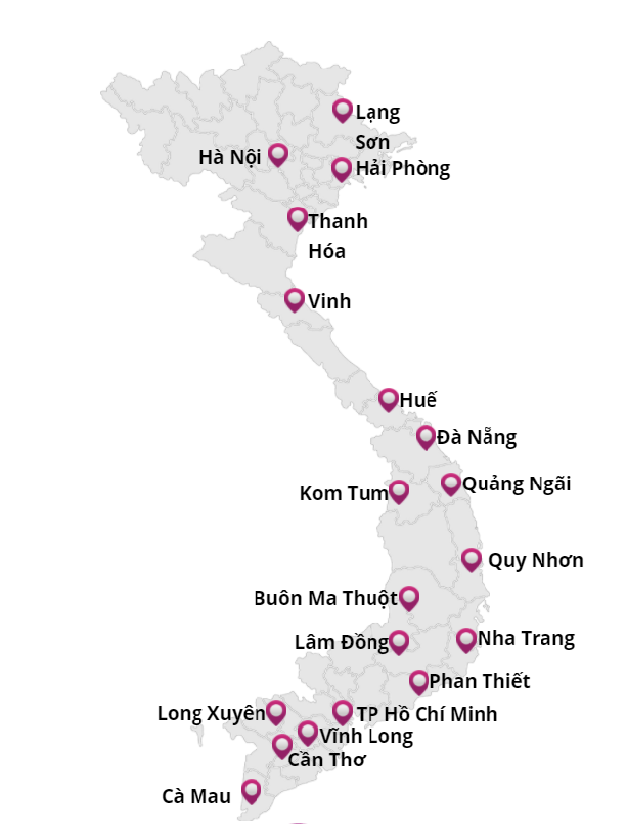 Lạng
Sơn
Hà Nội
Hải Phòng
Thanh
Hóa
Vinh
Huế
Đà Nẵng
Quảng Ngãi
Kom Tum
Quy Nhơn
Buôn Ma Thuột
Nha Trang
Lâm Đồng
Phan Thiết
Long Xuyên
TP Hồ Chí Minh
Vĩnh Long
Cần Thơ
Cà Mau